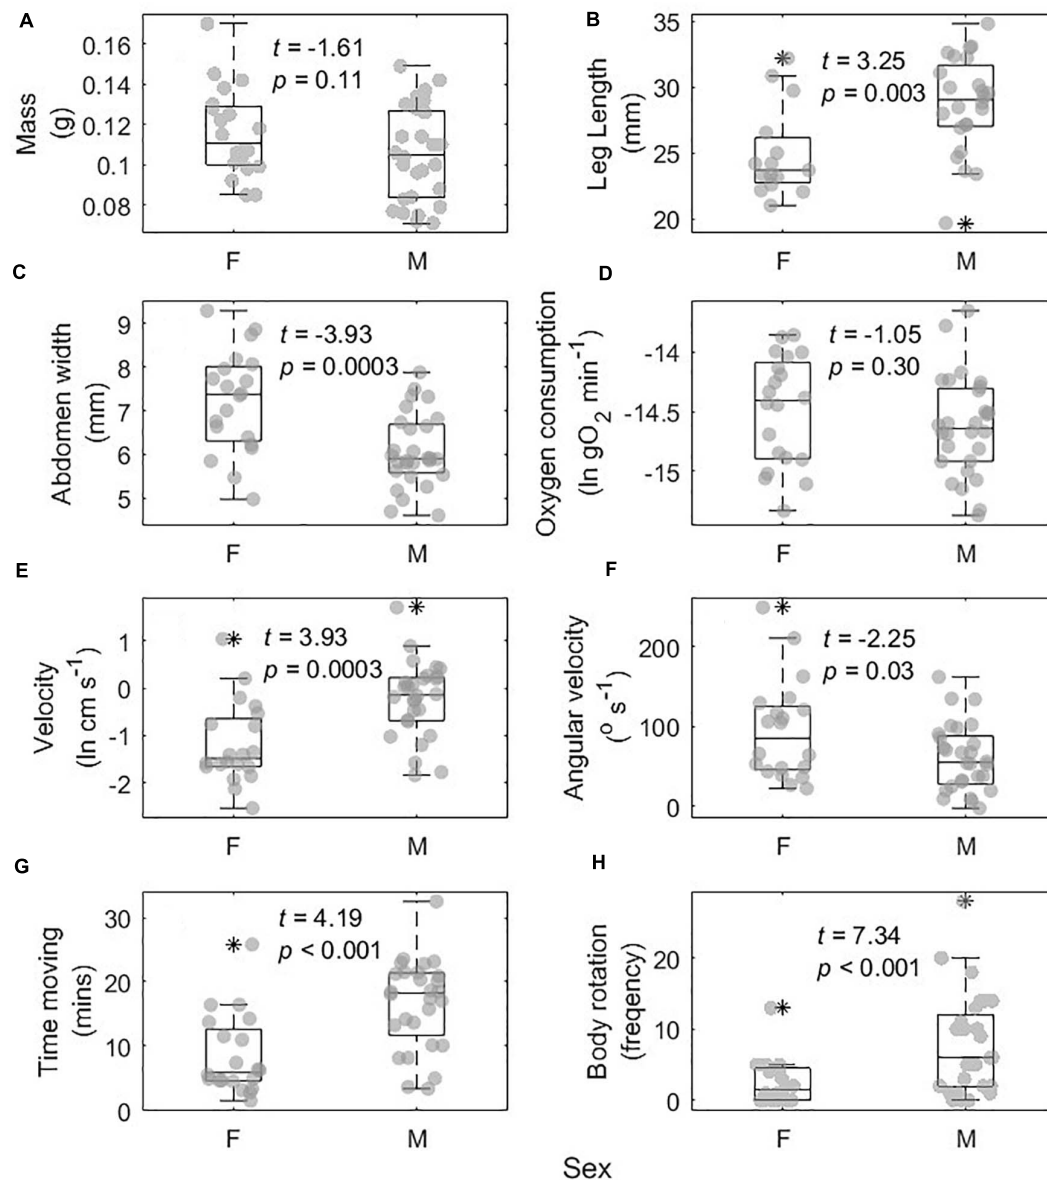 A
Mass
(g)
0.16
0.14
0.12
0.1
0.08
t = -1.61
p = 0.11
F M
B
Leg Length
(mm)
35
30
25
20
t = 3.25
p = 0.003
F M
C
Abdomen width
(mm)
9
8
7
6
5
t = -3.93
p = 0.0003
F M
D
Oxygen consumption
(ln gO₂ min⁻¹)
-14
-14.5
-15
t = -1.05
p = 0.30
F M
E
Velocity
(ln cm s⁻¹)
1
0
-1
-2
t = 3.93
p = 0.0003
F M
F
Angular velocity
(º s⁻¹)
200
100
0
t = -2.25
p = 0.03
F M
G
Time moving
(mins)
30
20
10
0
t = 4.19
p < 0.001
F M
H
Body rotation
(freqency)
20
10
0
t = 7.34
p < 0.001
F M
Sex